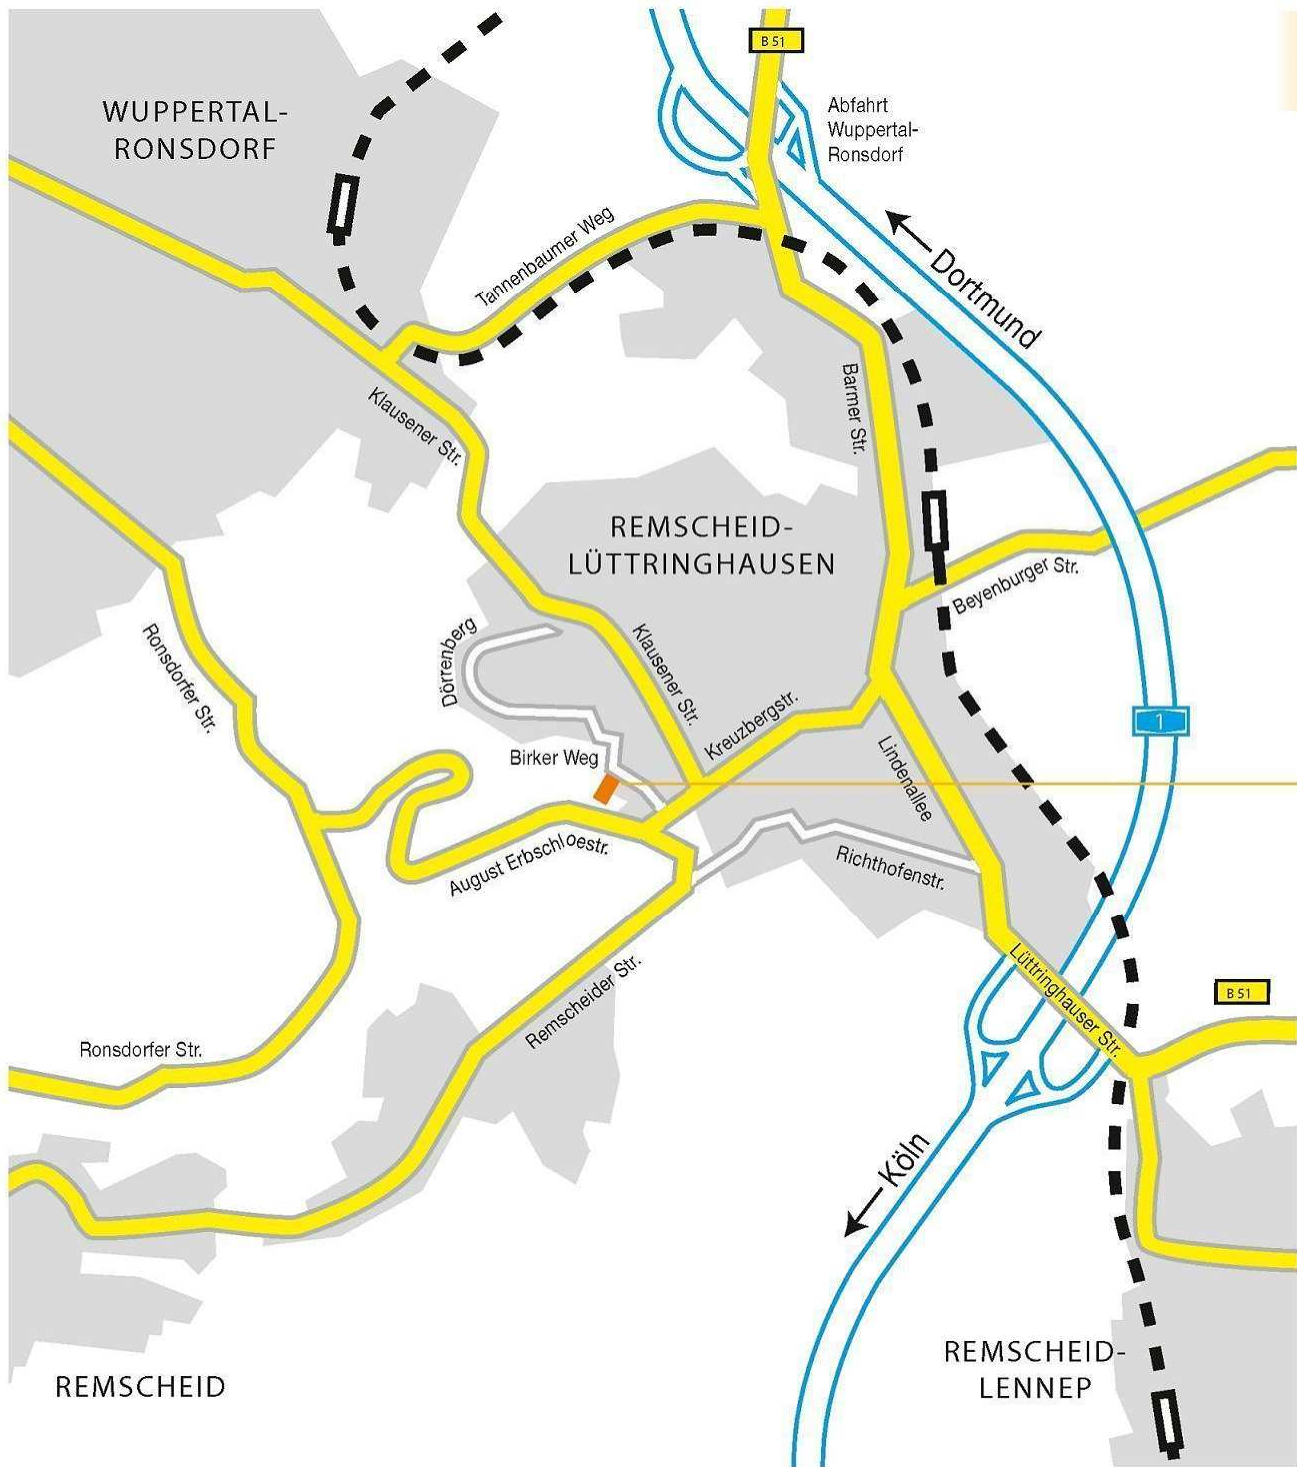 B 51
WUPPERTAL-
RONSDORF
Abfahrt
Wuppertal-
Ronsdorf
Tannenbaumer Weg
Dortmund
Klausener Str.
Barmer Str.
REMSCHEID-
LÜTTRINGHAUSEN
Beyenburger Str.
Ronsdorfer Str.
Dörrenberg
Klausener Str.
Kreuzbergstr.
1
Birker Weg
Lindenallee
August Erbschloestr.
Richthofenstr.
Remscheider Str.
Lüttringhauser Str.
B 51
Ronsdorfer Str.
Köln
REMSCHEID
REMSCHEID-
LENNEP